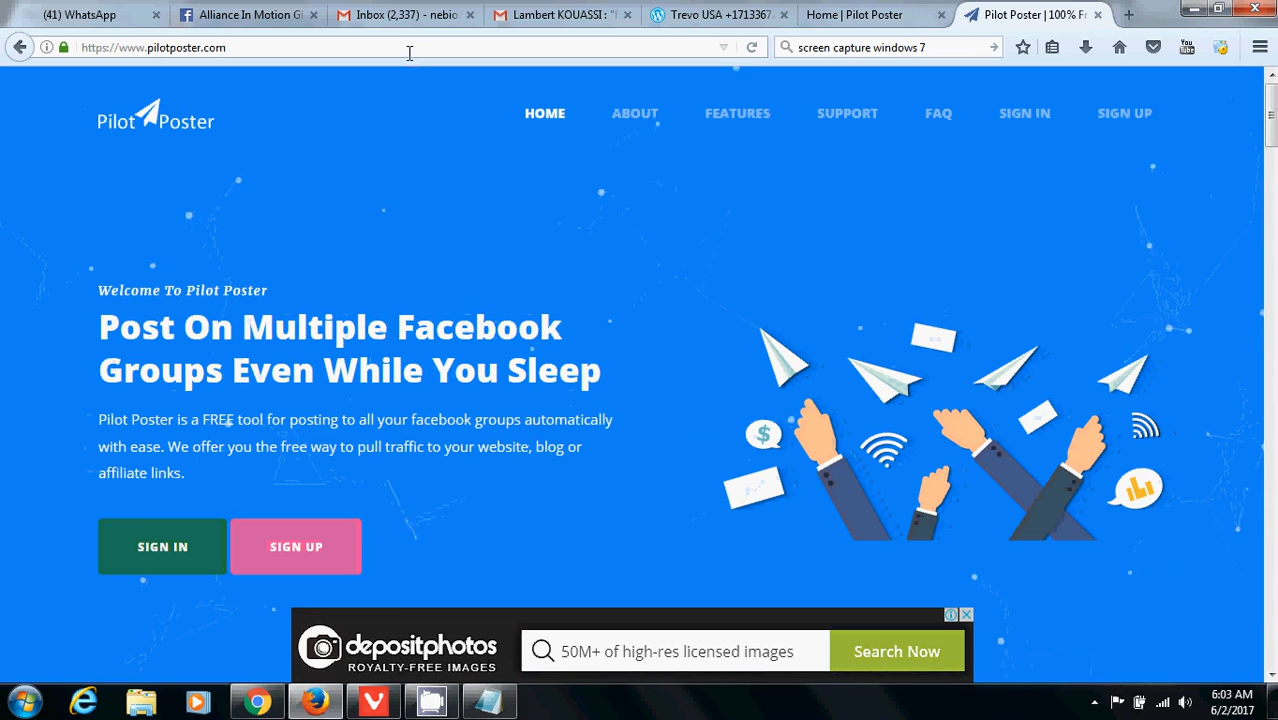 (41) WhatsApp
Alliance In Motion Gl
Inbox (2,337) - nebio
Lambert KOUASSI : "
Trevo USA +1713367
Home | Pilot Poster
Pilot Poster | 100% Fr
https://www.pilotposter.com
screen capture windows 7
Pilot Poster
HOME
ABOUT
FEATURES
SUPPORT
FAQ
SIGN IN
SIGN UP
Welcome To Pilot Poster
Post On Multiple Facebook
Groups Even While You Sleep
Pilot Poster is a FREE tool for posting to all your facebook groups automatically
with ease. We offer you the free way to pull traffic to your website, blog or
affiliate links.
SIGN IN
SIGN UP
depositphotos
ROYALTY-FREE IMAGES
50M+ of high-res licensed images
Search Now
6:03 AM
6/2/2017